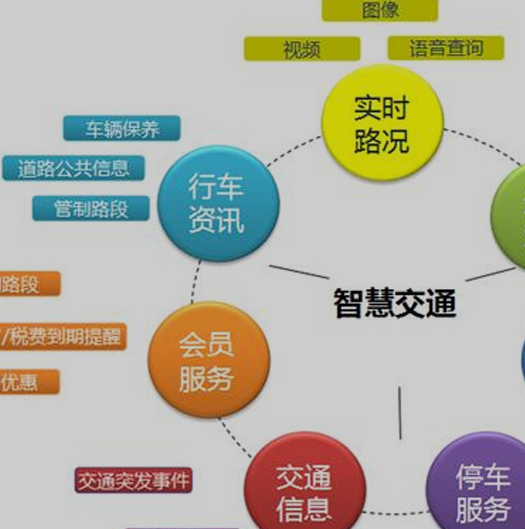 图像
视频
语音查询
实时
路况
车辆保养
道路公共信息
管制路段
行车
资讯
智慧交通
路段
/税费到期提醒
优惠
会员
服务
交通突发事件
交通
信息
停车
服务